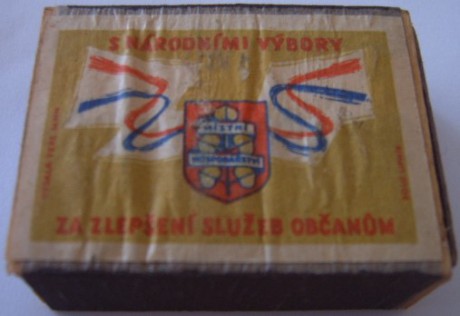 S NÁRODNÍMI VÝBORY
MÍSTNÍ
HOSPODÁŘSTVÍ
ZA ZLEPŠENÍ SLUŽEB OBČANŮM